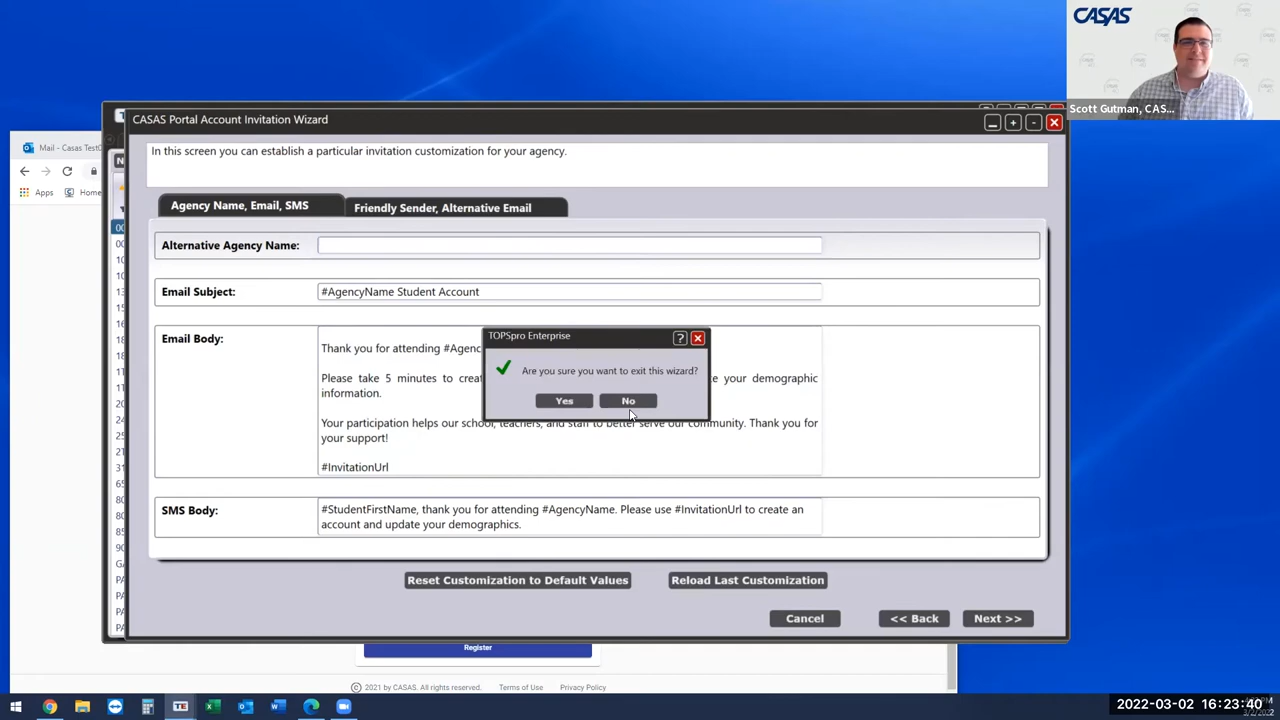 CASAS
Scott Gutman, CAS...
CASAS Portal Account Invitation Wizard
In this screen you can establish a particular invitation customization for your agency.
Mail - Casas Test
Apps
Home
Agency Name, Email, SMS
Friendly Sender, Alternative Email
Alternative Agency Name:
Email Subject:
#AgencyName Student Account
Email Body:
Thank you for attending #Agenc
Please take 5 minutes to creat
e your demographic
information.
Your participation helps our school, teachers, and staff to better serve our community. Thank you for
your support!
#InvitationUrl
TOPSpro Enterprise
?
Are you sure you want to exit this wizard?
Yes
No
SMS Body:
#StudentFirstName, thank you for attending #AgencyName. Please use #InvitationUrl to create an
account and update your demographics.
Reset Customization to Default Values
Reload Last Customization
Cancel
<< Back
Next >>
Register
© 2021 by CASAS. All rights reserved.
Terms of Use
Privacy Policy
TE
2022-03-02 16:23:40